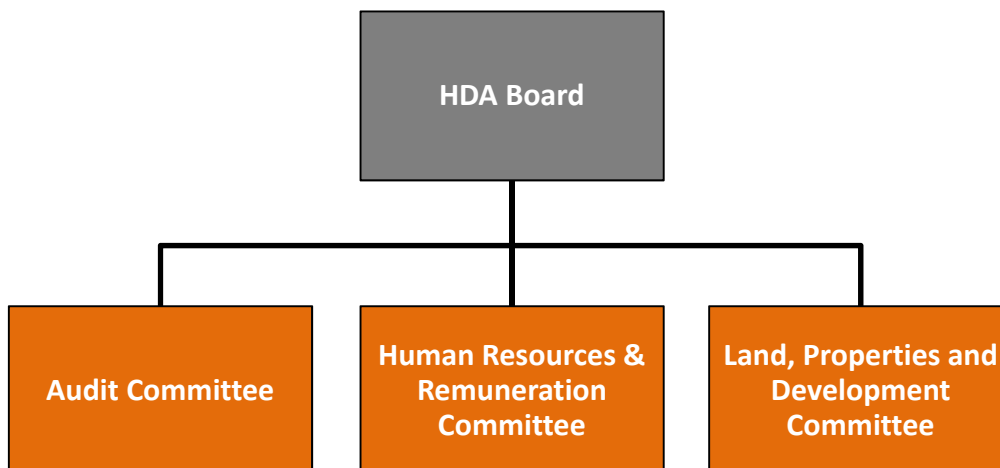 HDA Board
Audit Committee
Human Resources &
Remuneration
Committee
Land, Properties and
Development
Committee